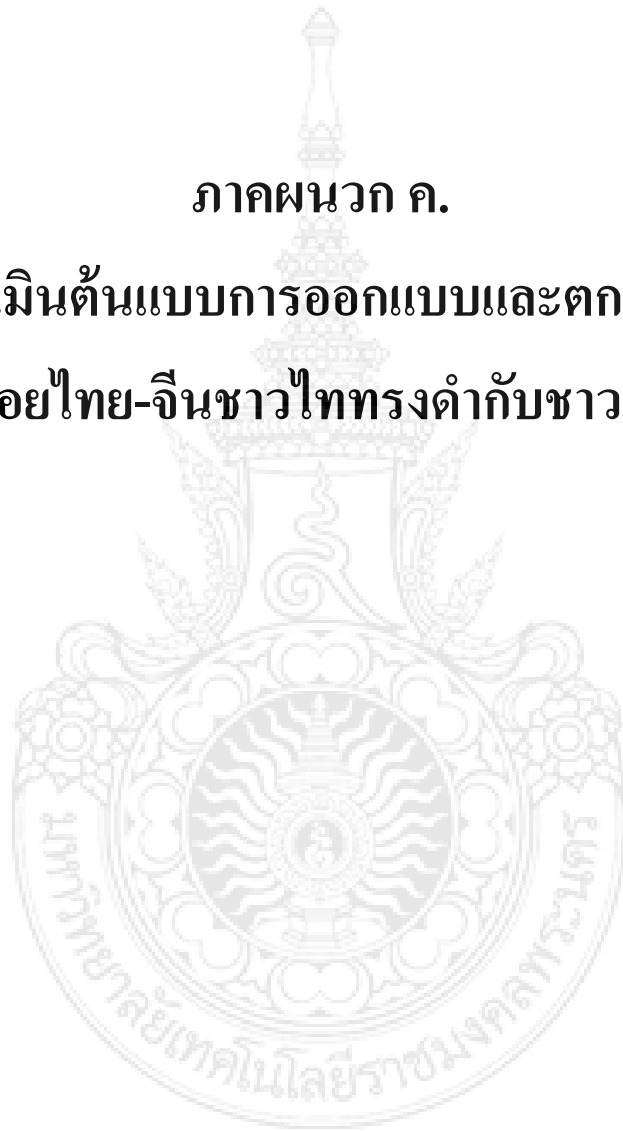 ภาคผนวก ค.
มินต้นแบบการออกแบบและตก
อยไทย-จีนชาวไททรงดำกับชาว
มหาวิทยาลัยเทคโนโลยีราชมงคลพระนคร